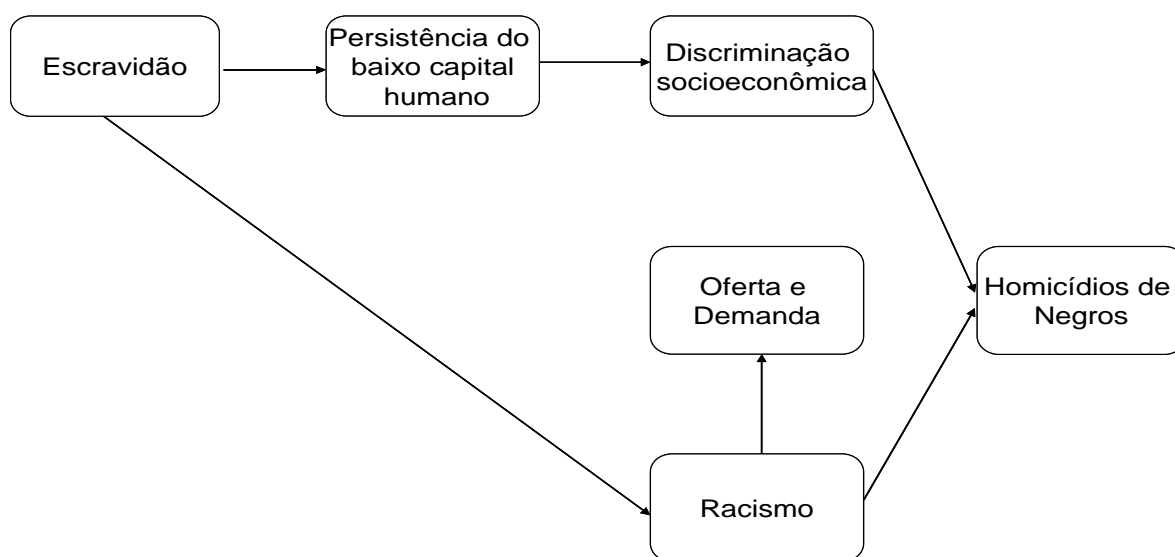 Escravidão
Persistência do
baixo capital
humano
Discriminação
socioeconômica
Oferta e
Demanda
Homicídios de
Negros
Racismo